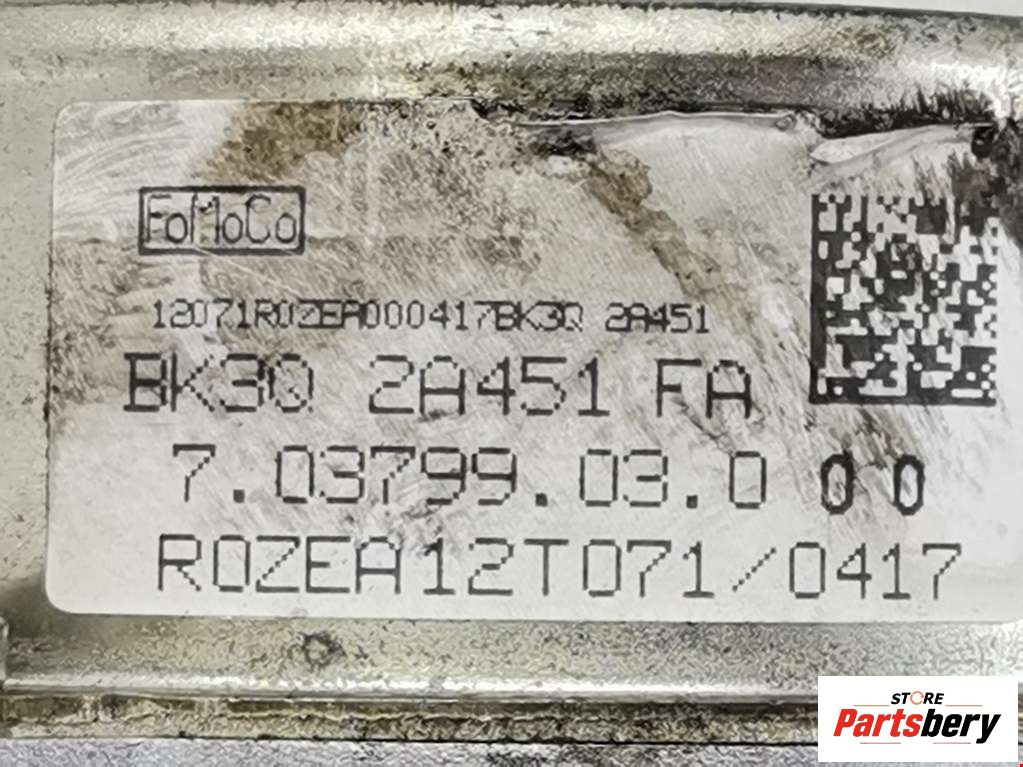 FoMoCo
12071R0ZEA000417BK3Q 2A451
BK3Q 2A451 FA
7.03799.03.0 0 0
R0ZEA12T071/0417
STORE
Partsbery